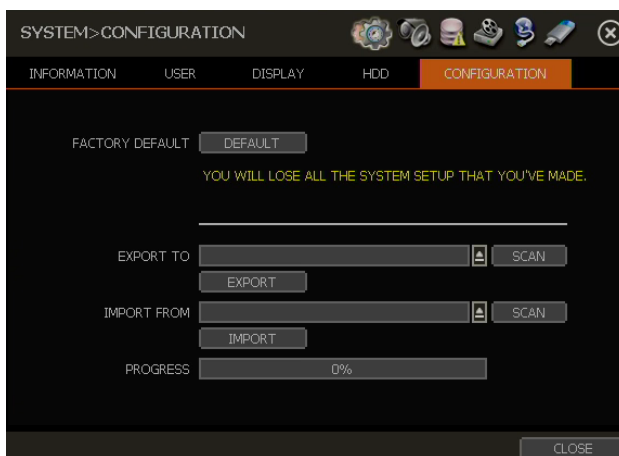 SYSTEM>CONFIGURATION
INFORMATION USER DISPLAY HDD CONFIGURATION
FACTORY DEFAULT DEFAULT
YOU WILL LOSE ALL THE SYSTEM SETUP THAT YOU'VE MADE.
EXPORT TO SCAN
EXPORT
IMPORT FROM SCAN
IMPORT
PROGRESS 0%
CLOSE